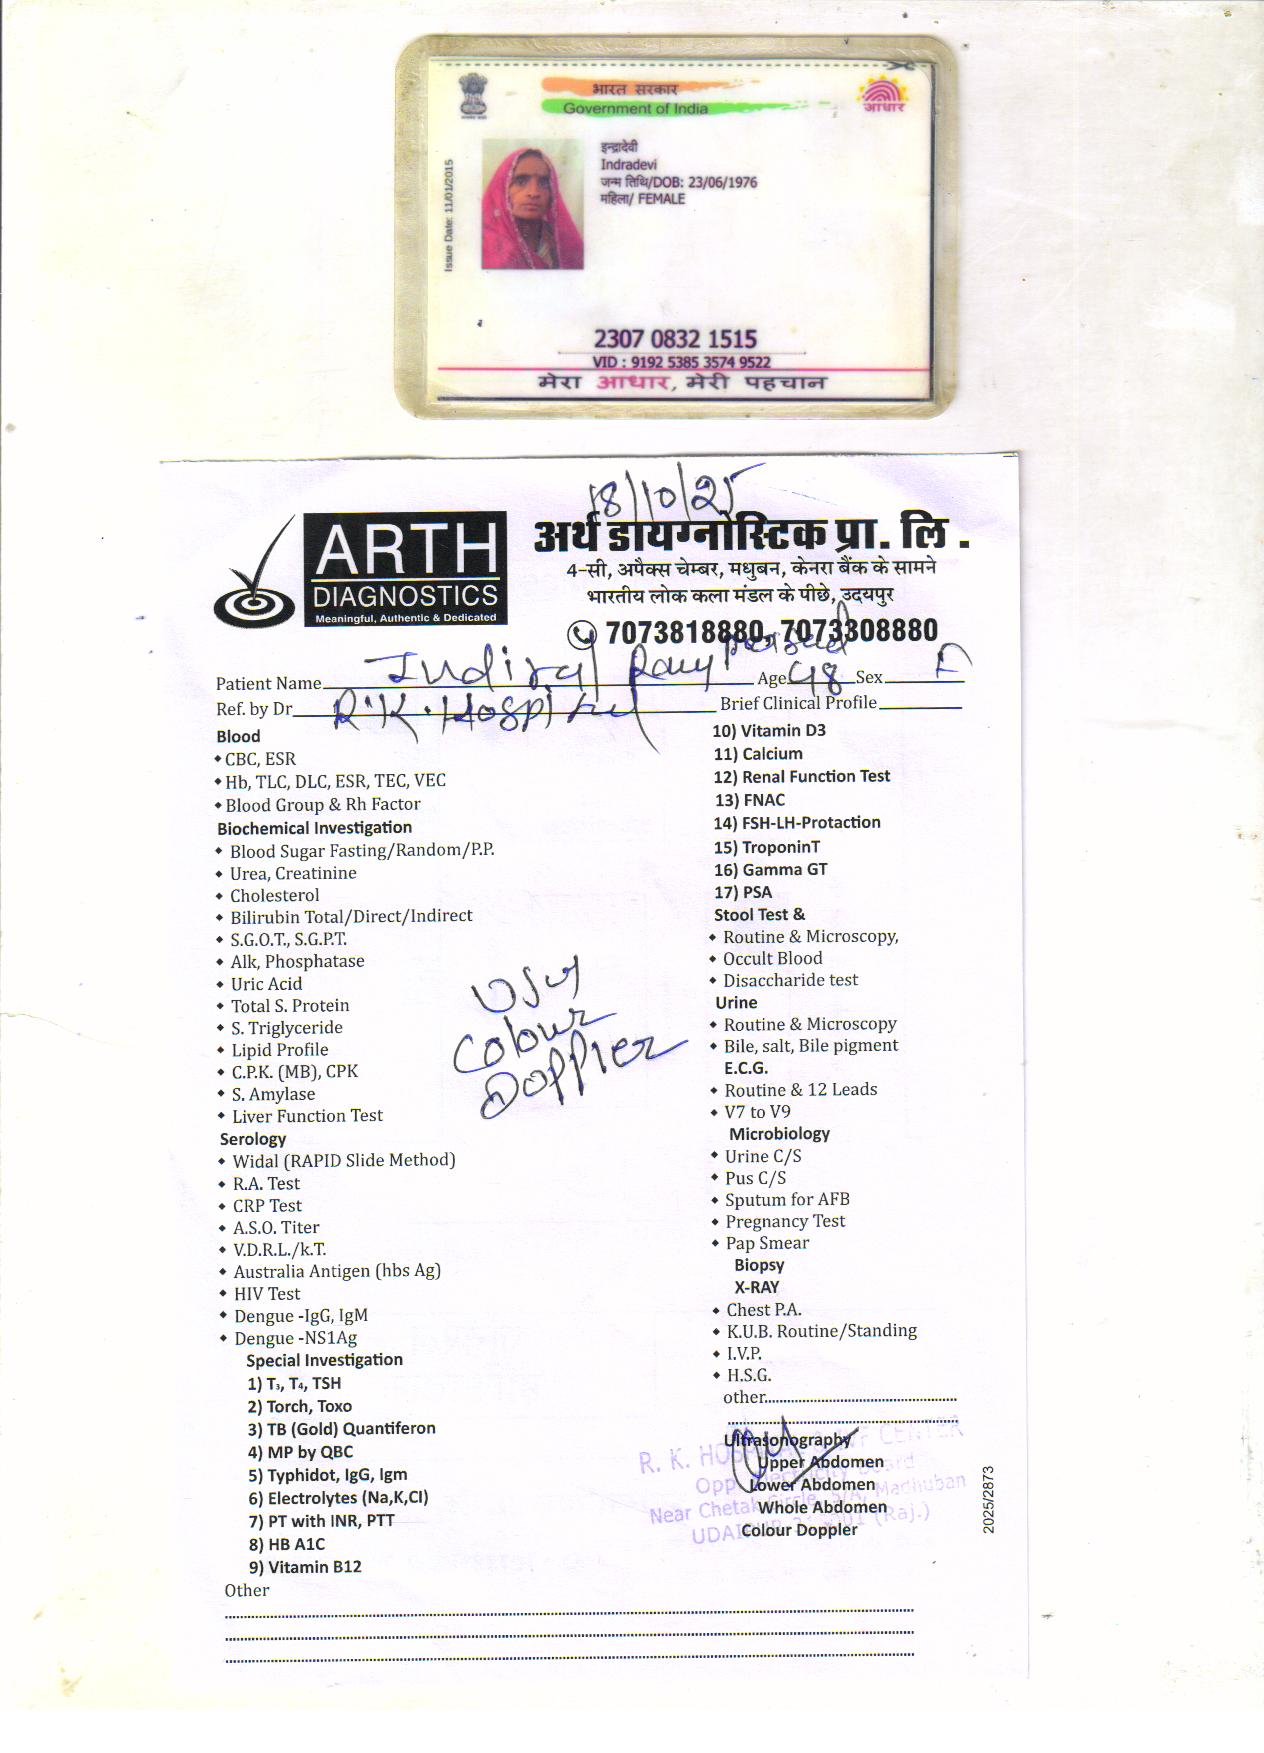 भारत सरकार
Government of India
आधार
Issue Date: 11/01/2015
इन्द्रादेवी
Indradevi
जन्म तिथि/DOB: 23/06/1976
महिला/ FEMALE
2307 0832 1515
VID : 9192 5385 3574 9522
मेरा आधार, मेरी पहचान
18/10/25
ARTH
DIAGNOSTICS
Meaningful, Authentic & Dedicated
अर्थ डायग्नोस्टिक प्रा. लि .
4-सी, अपैक्स चेम्बर, मधुबन, केनरा बैंक के सामने
भारतीय लोक कला मंडल के पीछे, उदयपुर
7073818880, 7073308880
Patient Name Age 48 Sex F
Ref. by Dr R.K. Hospital Brief Clinical Profile
Blood
CBC, ESR
Hb, TLC, DLC, ESR, TEC, VEC
Blood Group & Rh Factor
Biochemical Investigation
Blood Sugar Fasting/Random/P.P.
Urea, Creatinine
Cholesterol
Bilirubin Total/Direct/Indirect
S.G.O.T., S.G.P.T.
Alk, Phosphatase
Uric Acid
Total S. Protein
S. Triglyceride
Lipid Profile
C.P.K. (MB), CPK
S. Amylase
Liver Function Test
Serology
Widal (RAPID Slide Method)
R.A. Test
CRP Test
A.S.O. Titer
V.D.R.L./k.T.
Australia Antigen (hbs Ag)
HIV Test
Dengue -IgG, IgM
Dengue -NS1Ag
Special Investigation
1) T₃, T₄, TSH
2) Torch, Toxo
3) TB (Gold) Quantiferon
4) MP by QBC
5) Typhidot, IgG, Igm
6) Electrolytes (Na,K,Cl)
7) PT with INR, PTT
8) HB A1C
9) Vitamin B12
Other
USG
Colour
Doppler
10) Vitamin D3
11) Calcium
12) Renal Function Test
13) FNAC
14) FSH-LH-Protaction
15) TroponinT
16) Gamma GT
17) PSA
Stool Test &
Routine & Microscopy,
Occult Blood
Disaccharide test
Urine
Routine & Microscopy
Bile, salt, Bile pigment
E.C.G.
Routine & 12 Leads
V7 to V9
Microbiology
Urine C/S
Pus C/S
Sputum for AFB
Pregnancy Test
Pap Smear
Biopsy
X-RAY
Chest P.A.
K.U.B. Routine/Standing
I.V.P.
H.S.G.
other
Ultrasonography
Upper Abdomen
Lower Abdomen
Whole Abdomen
Colour Doppler
R. K. CENTER
Near Chetak Circle, Madhuban
(Raj.)
2025/2873